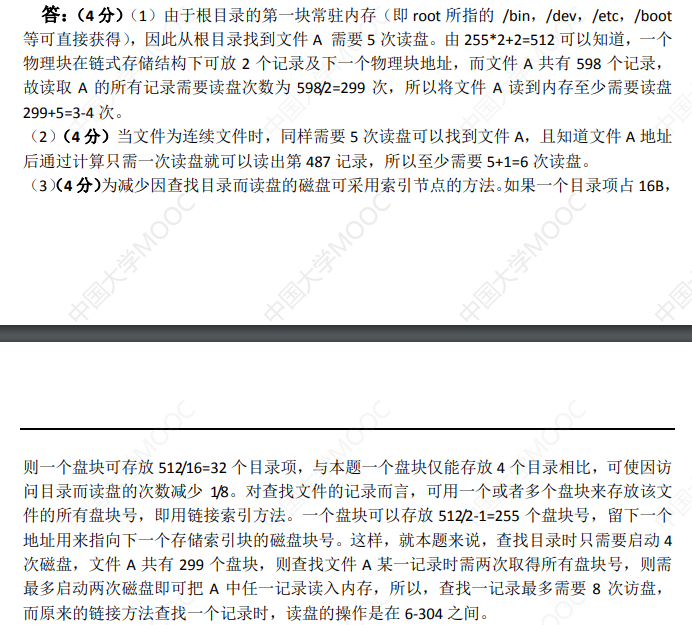 答：（4 分）（1）由于根目录的第一块常驻内存（即 root 所指的 /bin，/dev，/etc，/boot
等可直接获得），因此从根目录找到文件 A 需要 5 次读盘。由 255*2+2=512 可以知道，一个
物理块在链式存储结构下可放 2 个记录及下一个物理块地址，而文件 A 共有 598 个记录，
故读取 A 的所有记录需要读盘次数为 598/2=299 次，所以将文件 A 读到内存至少需要读盘
299+5=3-4 次。
（2）（4 分）当文件为连续文件时，同样需要 5 次读盘可以找到文件 A，且知道文件 A 地址
后通过计算只需一次读盘就可以读出第 487 记录，所以至少需要 5+1=6 次读盘。
（3）（4 分）为减少因查找目录而读盘的磁盘可采用索引节点的方法。如果一个目录项占 16B，
中国大学MOOC 中国大学MOOC 中国大学MOOC
则一个盘块可存放 512/16=32 个目录项，与本题一个盘块仅能存放 4 个目录相比，可使因访
问目录而读盘的次数减少 1/8。对查找文件的记录而言，可用一个或者多个盘块来存放该文
件的所有盘块号，即用链接索引方法。一个盘块可以存放 512/2-1=255 个盘块号，留下一个
地址用来指向下一个存储索引块的磁盘块号。这样，就本题来说，查找目录时只需要启动 4
次磁盘，文件 A 共有 299 个盘块，则查找文件 A 某一记录时需两次取得所有盘块号，则需
最多启动两次磁盘即可把 A 中任一记录读入内存，所以，查找一记录最多需要 8 次访盘，
而原来的链接方法查找一个记录时，读盘的操作是在 6-304 之间。